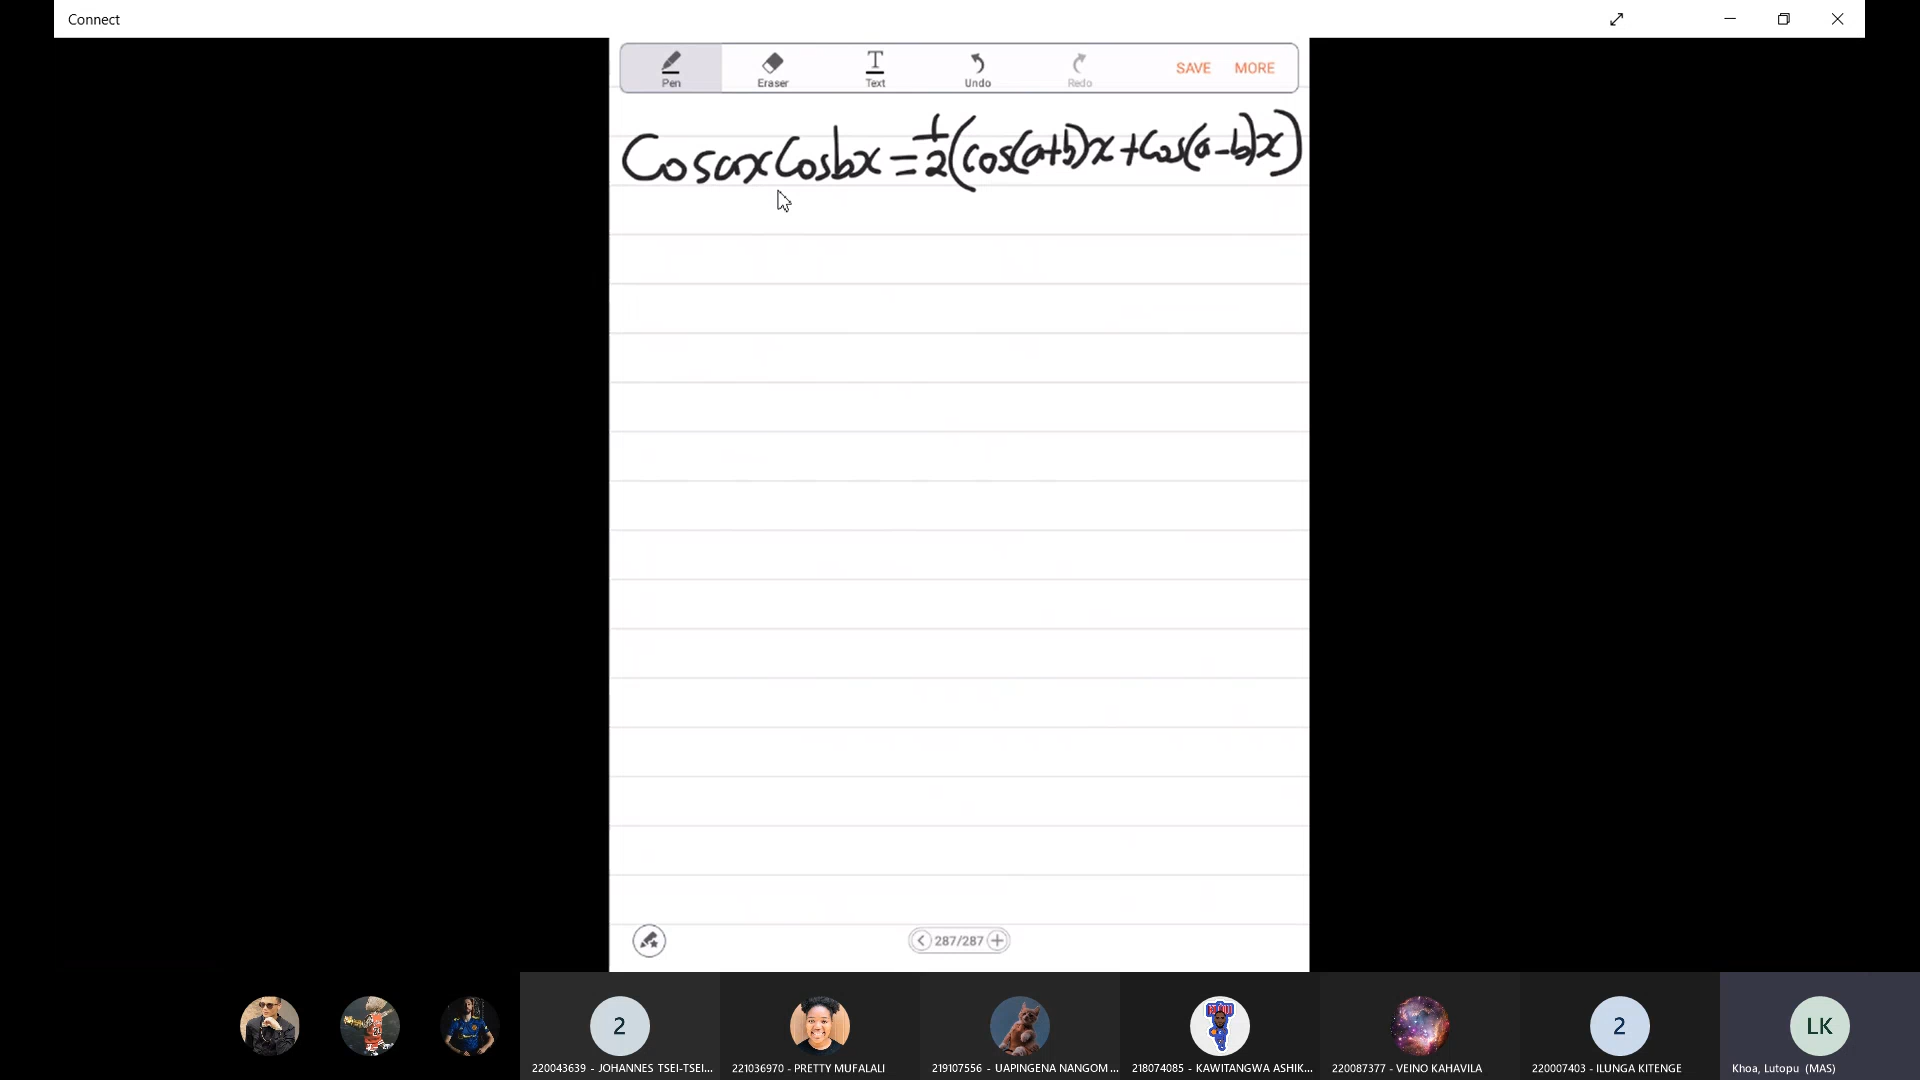 Connect
Pen Eraser Text Undo Redo SAVE MORE
Cosax Cosbx = 1/2 (Cos(a+b)x + Cos(a-b)x)
287/287
2 2 LK
220043639 - JOHANNES TSEI-TSEI... 221036970 - PRETTY MUFALALI 219107556 - UAPINGENA NANGOM ... 218074085 - KAWITANGWA ASHIK... 220087377 - VEINO KAHAVILA 220007403 - ILUNGA KITENGE Khoa, Lutopu (MAS)